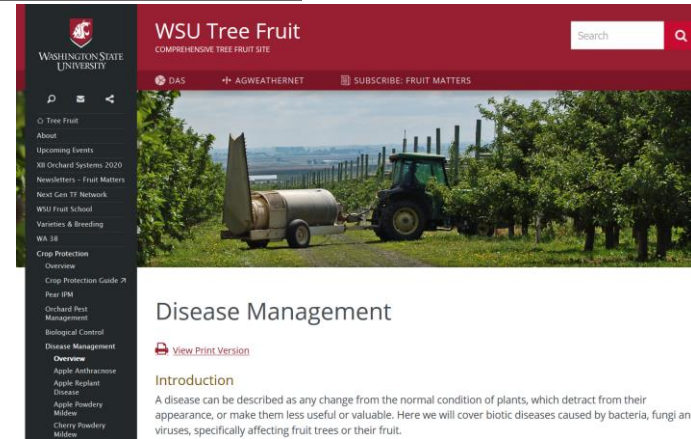 WSU Tree Fruit
COMPREHENSIVE TREE FRUIT SITE
Search
WASHINGTON STATE
UNIVERSITY
DAS
AGWEATHERNET
SUBSCRIBE: FRUIT MATTERS
Tree Fruit
About
Upcoming Events
XII Orchard Systems 2020
Newsletters - Fruit Matters
Next Gen TF Network
WSU Fruit School
Varieties & Breeding
WA 38
Crop Protection
Overview
Crop Protection Guide
Pear IPM
Orchard Pest
Management
Biological Control
Disease Management
Overview
Apple Anthracnose
Apple Replant
Disease
Apple Powdery
Mildew
Cherry Powdery
Mildew
Disease Management
View Print Version
Introduction
A disease can be described as any change from the normal condition of plants, which detract from their
appearance, or make them less useful or valuable. Here we will cover biotic diseases caused by bacteria, fungi an
viruses, specifically affecting fruit trees or their fruit.